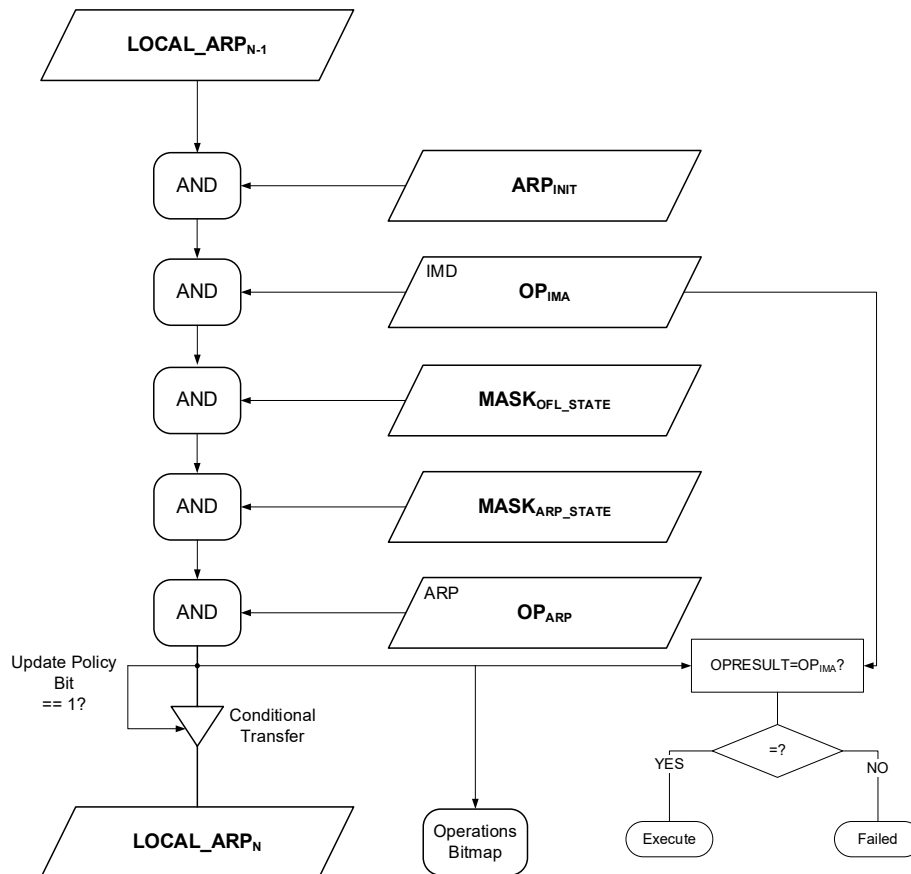 LOCAL_ARPN-1
AND
ARPINIT
IMD
AND
OPIMA
AND
MASKOFL_STATE
AND
MASKARP_STATE
ARP
AND
OPARP
Update Policy
Bit
== 1?
OPRESULT=OPIMA?
Conditional
Transfer
=?
YES
NO
LOCAL_ARPN
Operations
Bitmap
Execute
Failed